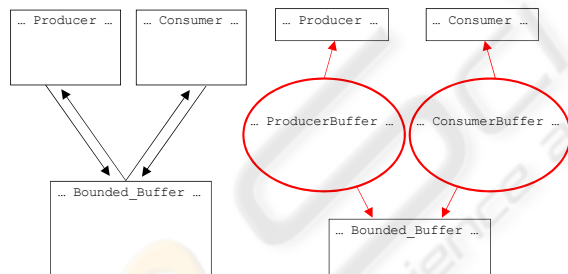 … Producer …
… Consumer …
… Bounded_Buffer …
… Producer …
… Consumer …
… ProducerBuffer …
… ConsumerBuffer …
… Bounded_Buffer …